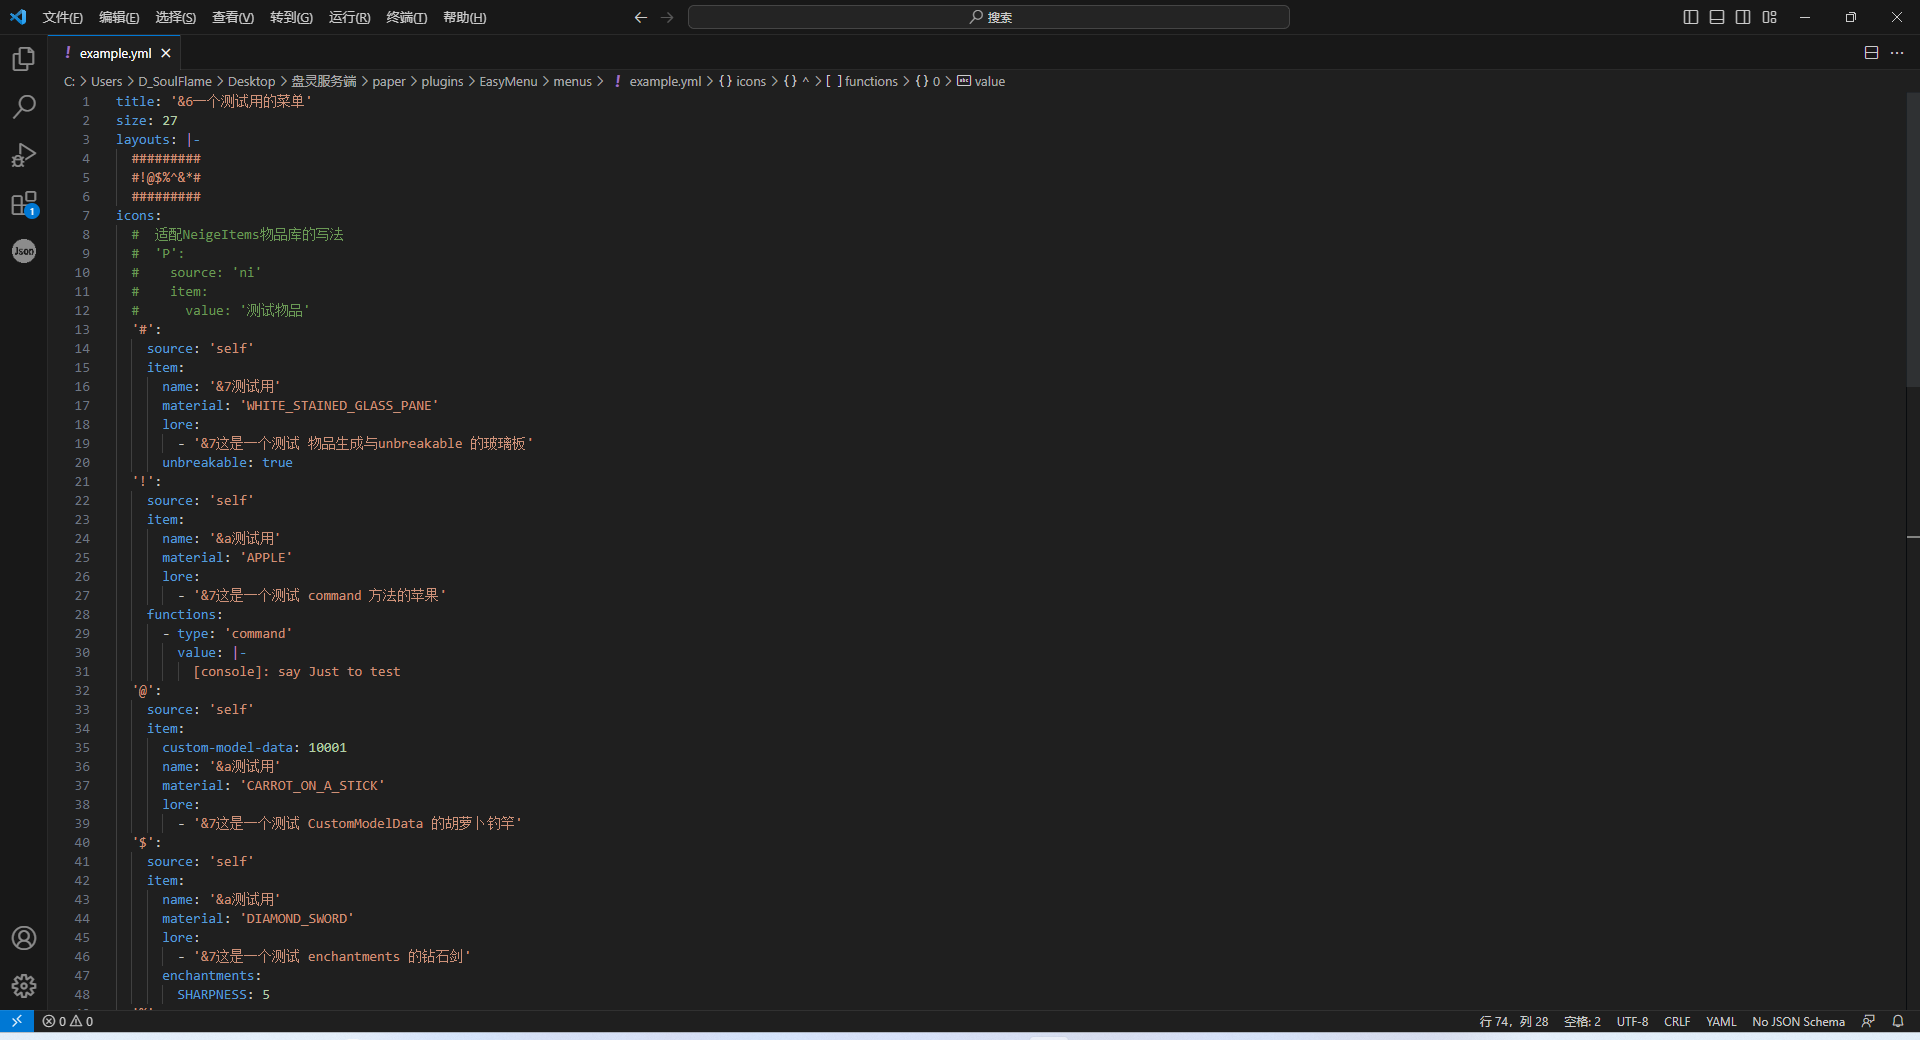 文件(F) 编辑(E) 选择(S) 查看(V) 转到(G) 运行(R) 终端(T) 帮助(H) 搜索
! example.yml
C: > Users > D_SoulFlame > Desktop > 盘灵服务端 > paper > plugins > EasyMenu > menus > ! example.yml > {} icons > {} ^ > [ ] functions > {} 0 > value
1 title: '&6一个测试用的菜单'
2 size: 27
3 layouts: |-
4 #########
5 #!@$%^&*#
6 #########
7 icons:
8 #  适配NeigeItems物品库的写法
9 #  'P':
10 #    source: 'ni'
11 #    item:
12 #      value: '测试物品'
13 '#':
14 source: 'self'
15 item:
16 name: '&7测试用'
17 material: 'WHITE_STAINED_GLASS_PANE'
18 lore:
19 - '&7这是一个测试 物品生成与unbreakable 的玻璃板'
20 unbreakable: true
21 '!':
22 source: 'self'
23 item:
24 name: '&a测试用'
25 material: 'APPLE'
26 lore:
27 - '&7这是一个测试 command 方法的苹果'
28 functions:
29 - type: 'command'
30 value: |-
31 [console]: say Just to test
32 '@':
33 source: 'self'
34 item:
35 custom-model-data: 10001
36 name: '&a测试用'
37 material: 'CARROT_ON_A_STICK'
38 lore:
39 - '&7这是一个测试 CustomModelData 的胡萝卜钓竿'
40 '$':
41 source: 'self'
42 item:
43 name: '&a测试用'
44 material: 'DIAMOND_SWORD'
45 lore:
46 - '&7这是一个测试 enchantments 的钻石剑'
47 enchantments:
48 SHARPNESS: 5
1
Json
0 0 行 74，列 28 空格: 2 UTF-8 CRLF YAML No JSON Schema